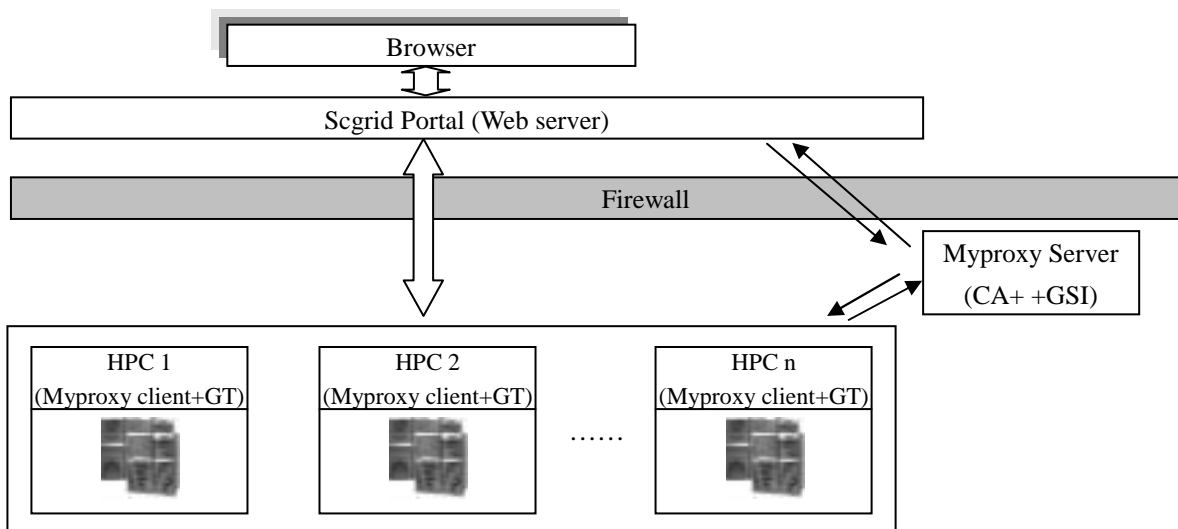 Browser
Scgrid Portal (Web server)
Firewall
Myproxy Server
(CA+ +GSI)
HPC 1
(Myproxy client+GT)
HPC 2
(Myproxy client+GT)
……
HPC n
(Myproxy client+GT)